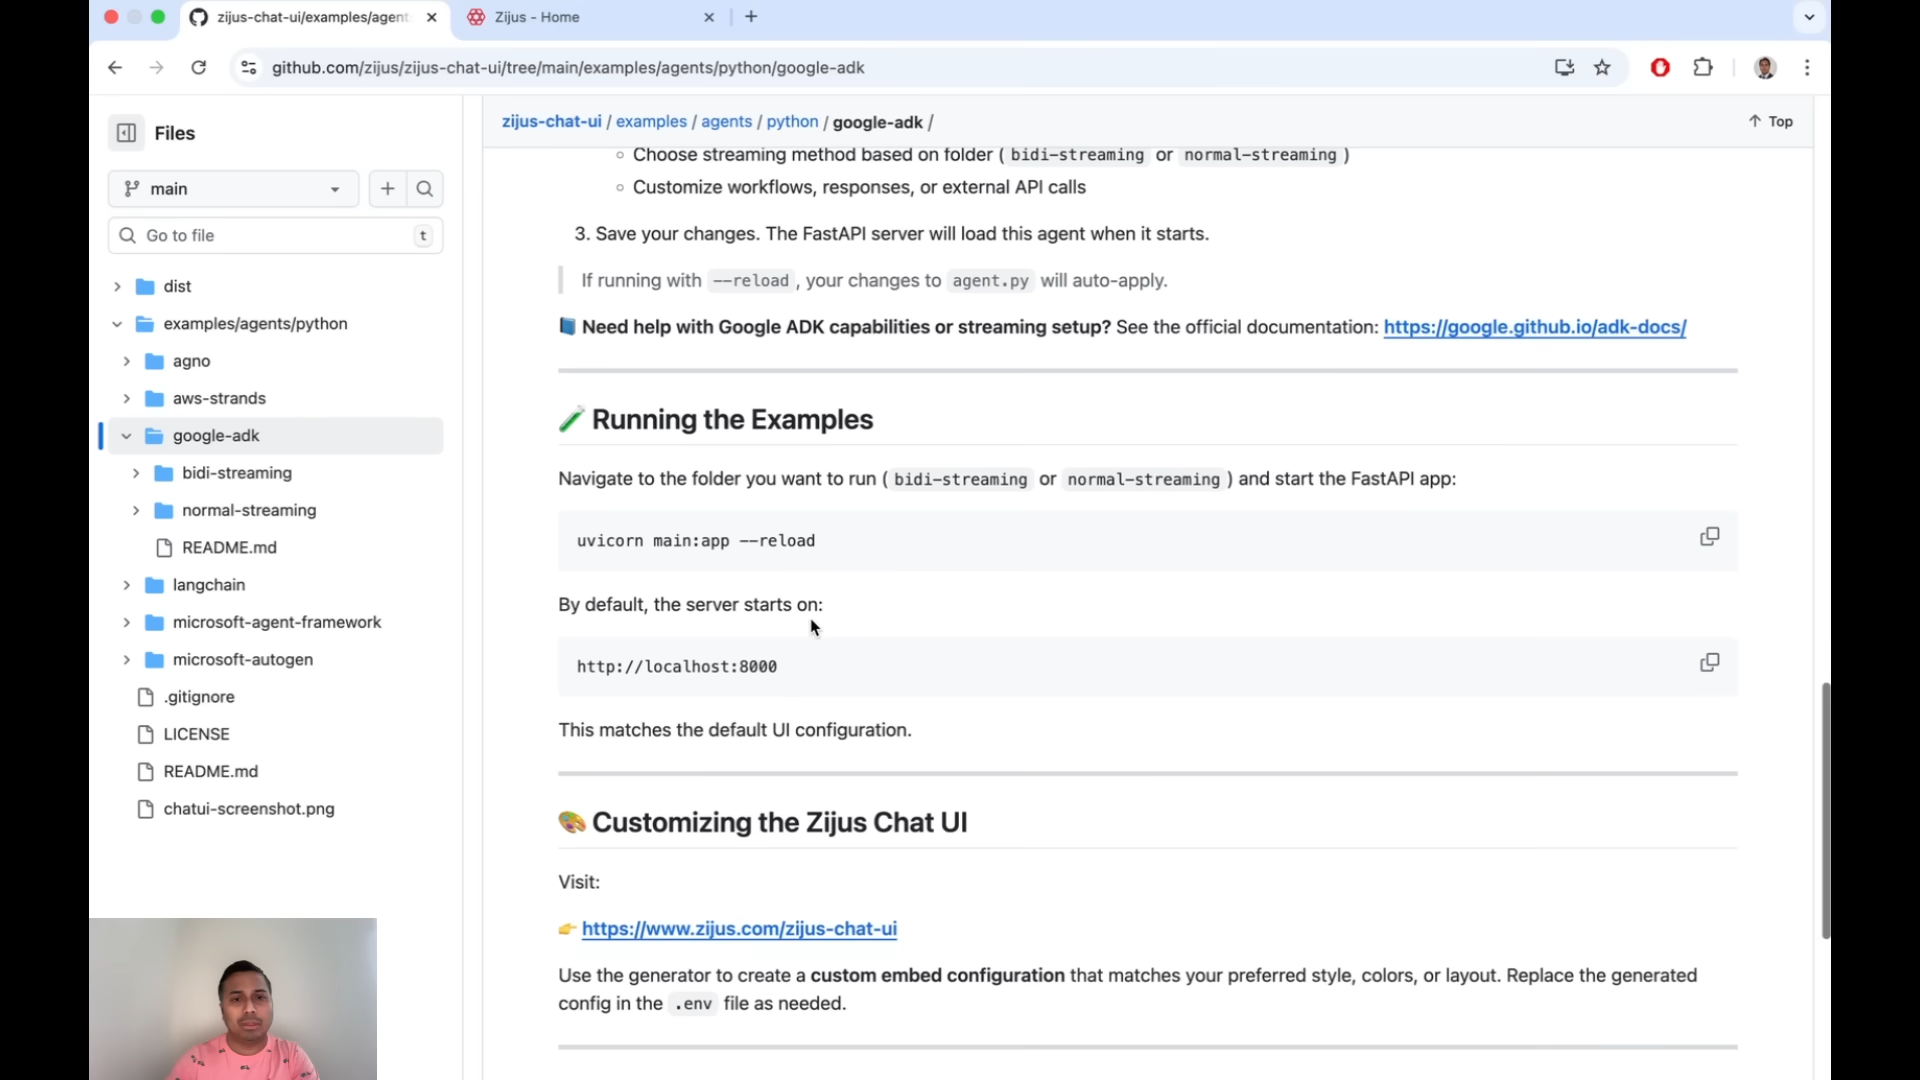 zijus-chat-ui/examples/agent
Zijus - Home
github.com/zijus/zijus-chat-ui/tree/main/examples/agents/python/google-adk
Files
main
Go to file
t
dist
examples/agents/python
agno
aws-strands
google-adk
bidi-streaming
normal-streaming
README.md
langchain
microsoft-agent-framework
microsoft-autogen
.gitignore
LICENSE
README.md
chatui-screenshot.png
zijus-chat-ui / examples / agents / python / google-adk /
Top
Choose streaming method based on folder ( bidi-streaming or normal-streaming )
Customize workflows, responses, or external API calls
3. Save your changes. The FastAPI server will load this agent when it starts.
If running with --reload , your changes to agent.py will auto-apply.
Need help with Google ADK capabilities or streaming setup? See the official documentation: https://google.github.io/adk-docs/
Running the Examples
Navigate to the folder you want to run ( bidi-streaming or normal-streaming ) and start the FastAPI app:
uvicorn main:app --reload
By default, the server starts on:
http://localhost:8000
This matches the default UI configuration.
Customizing the Zijus Chat UI
Visit:
https://www.zijus.com/zijus-chat-ui
Use the generator to create a custom embed configuration that matches your preferred style, colors, or layout. Replace the generated
config in the .env file as needed.